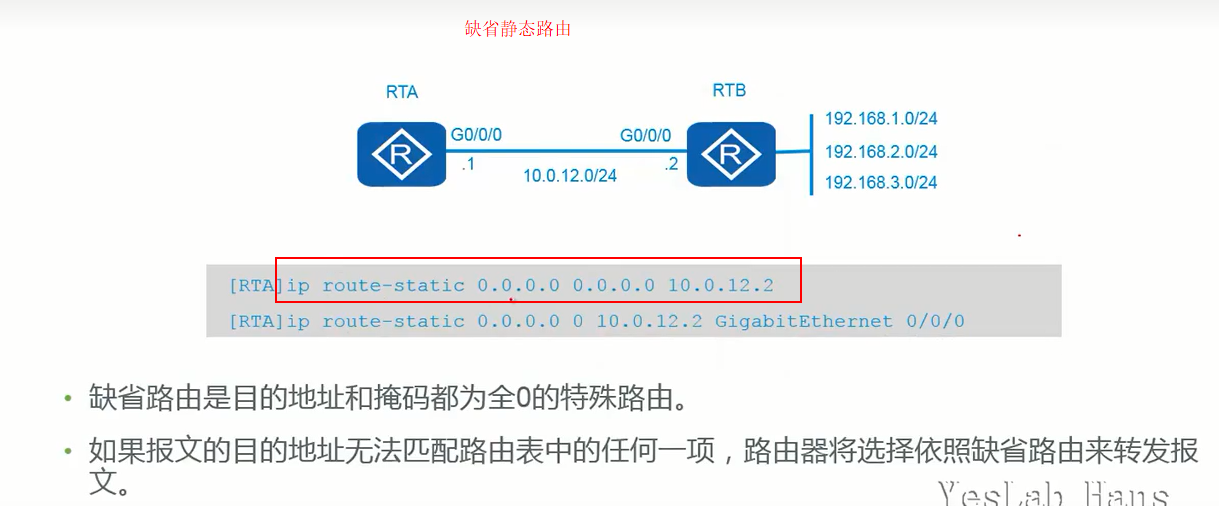 缺省静态路由
RTA
RTB
G0/0/0
G0/0/0
192.168.1.0/24
.1
.2
192.168.2.0/24
10.0.12.0/24
192.168.3.0/24
R
R
[RTA]ip route-static 0.0.0.0 0.0.0.0 10.0.12.2
[RTA]ip route-static 0.0.0.0 0 10.0.12.2 GigabitEthernet 0/0/0
• 缺省路由是目的地址和掩码都为全0的特殊路由。
• 如果报文的目的地址无法匹配路由表中的任何一项，路由器将选择依照缺省路由来转发报
文。
YesLab Hans